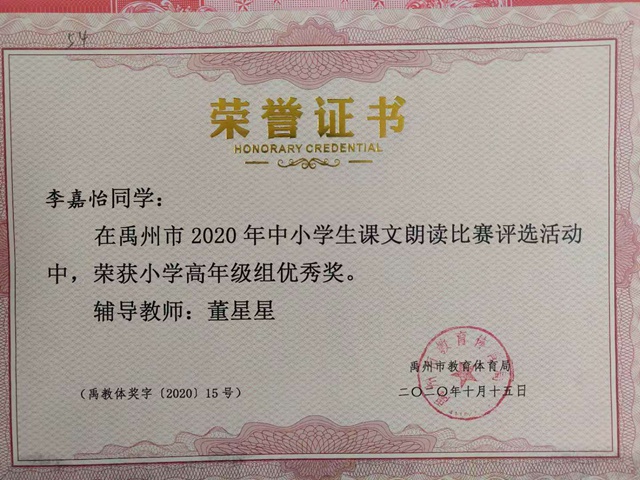 54
荣誉证书
HONORARY CREDENTIAL
李嘉怡同学：
在禹州市2020年中小学生课文朗读比赛评选活动
中，荣获小学高年级组优秀奖。
辅导教师：董星星
禹州市教育体育局
（禹教体奖字〔2020〕15号）
二〇二〇年十月十五日